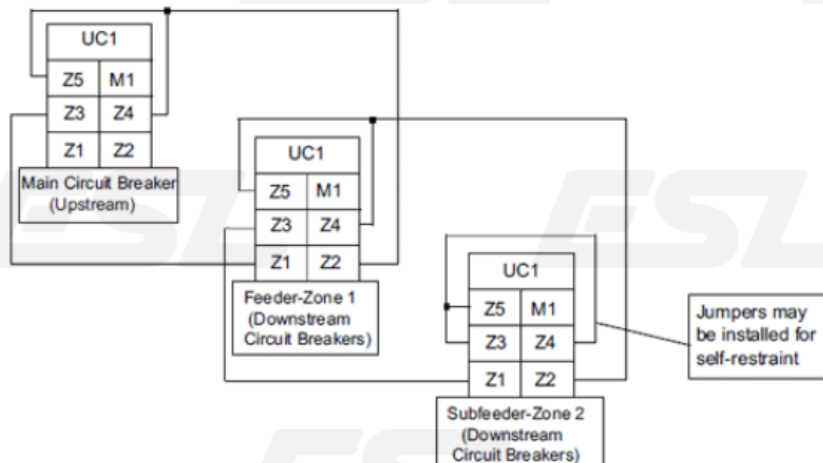 UC1
Z5 M1
Z3 Z4
Z1 Z2
Main Circuit Breaker
(Upstream)
UC1
Z5 M1
Z3 Z4
Z1 Z2
Feeder-Zone 1
(Downstream
Circuit Breakers)
UC1
Z5 M1
Z3 Z4
Z1 Z2
Subfeeder-Zone 2
(Downstream
Circuit Breakers)
Jumpers may
be installed for
self-restraint
ESL
ESL